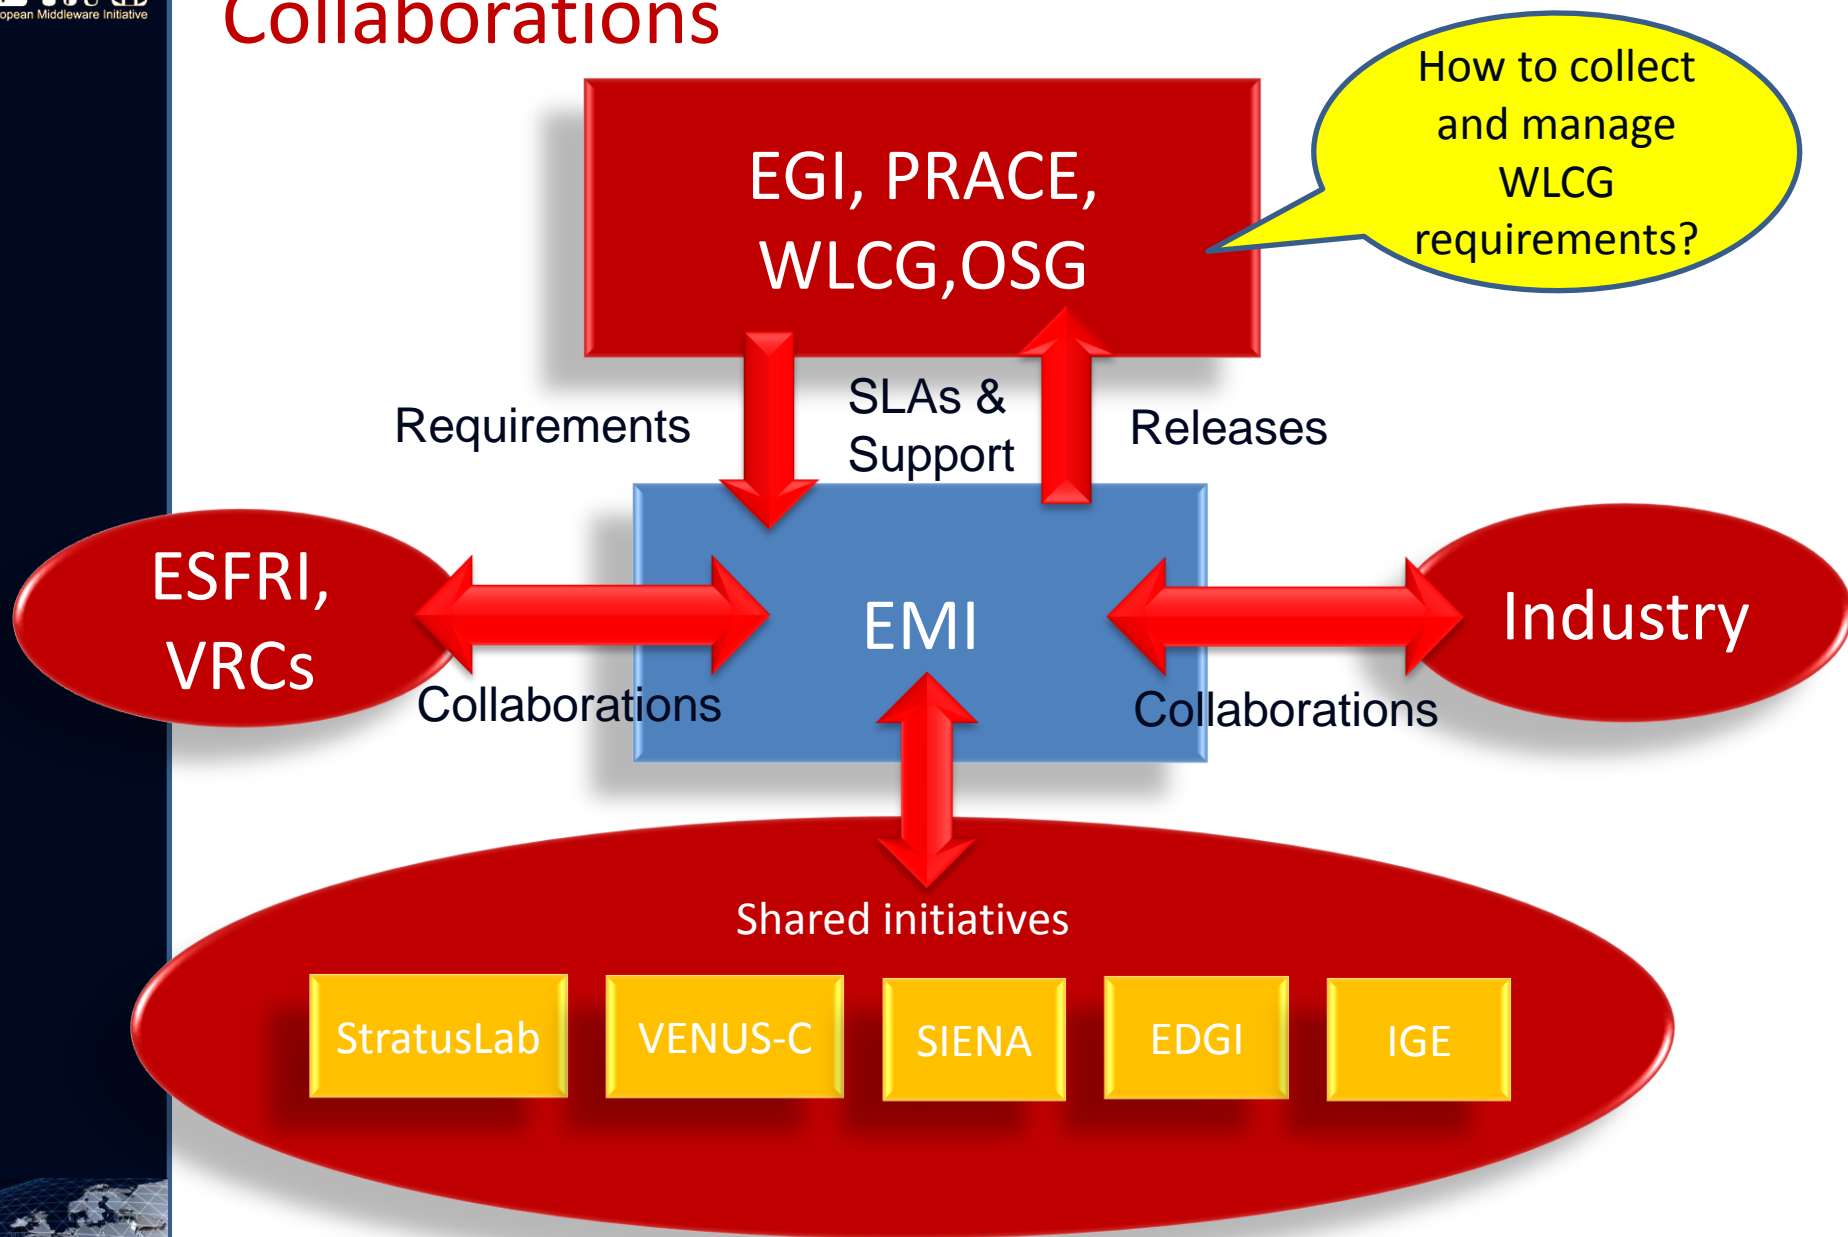 opean Middleware Initiative
Collaborations
How to collect
and manage
WLCG
requirements?
EGI, PRACE,
WLCG,OSG
Requirements
SLAs &
Support
Releases
ESFRI,
VRCs
EMI
Industry
Collaborations
Collaborations
Shared initiatives
StratusLab
VENUS-C
SIENA
EDGI
IGE